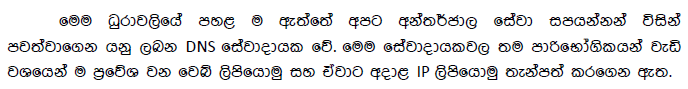 මෙම ධුරාවලියේ පහළ ම ඇත්තේ අපට අන්තර්ජාල සේවා සපයන්නන් විසින්
පවත්වාගෙන යනු ලබන DNS සේවාදායක වේ. මෙම සේවාදායකවල තම පාරිභෝගිකයන් වැඩි
වශයෙන් ම ප්‍රවේශ වන වෙබ් ලිපියොමු සහ ඒවාට අදාළ IP ලිපියොමු තැන්පත් කරගෙන ඇත.